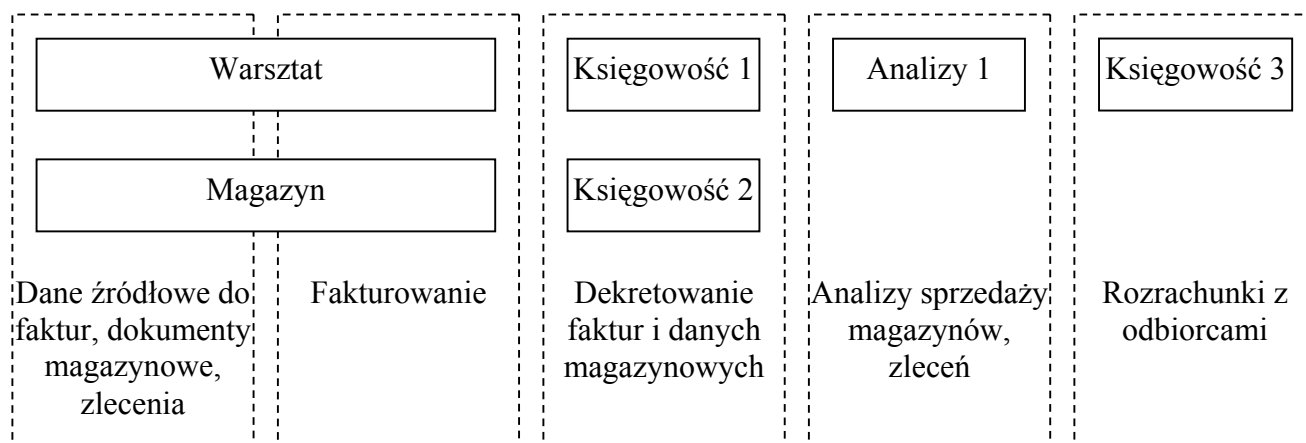 Warsztat
Księgowość 1
Analizy 1
Księgowość 3
Magazyn
Księgowość 2
Dane źródłowe do
faktur, dokumenty
magazynowe,
zlecenia
Fakturowanie
Dekretowanie
faktur i danych
magazynowych
Analizy sprzedaży
magazynów,
zleceń
Rozrachunki z
odbiorcami